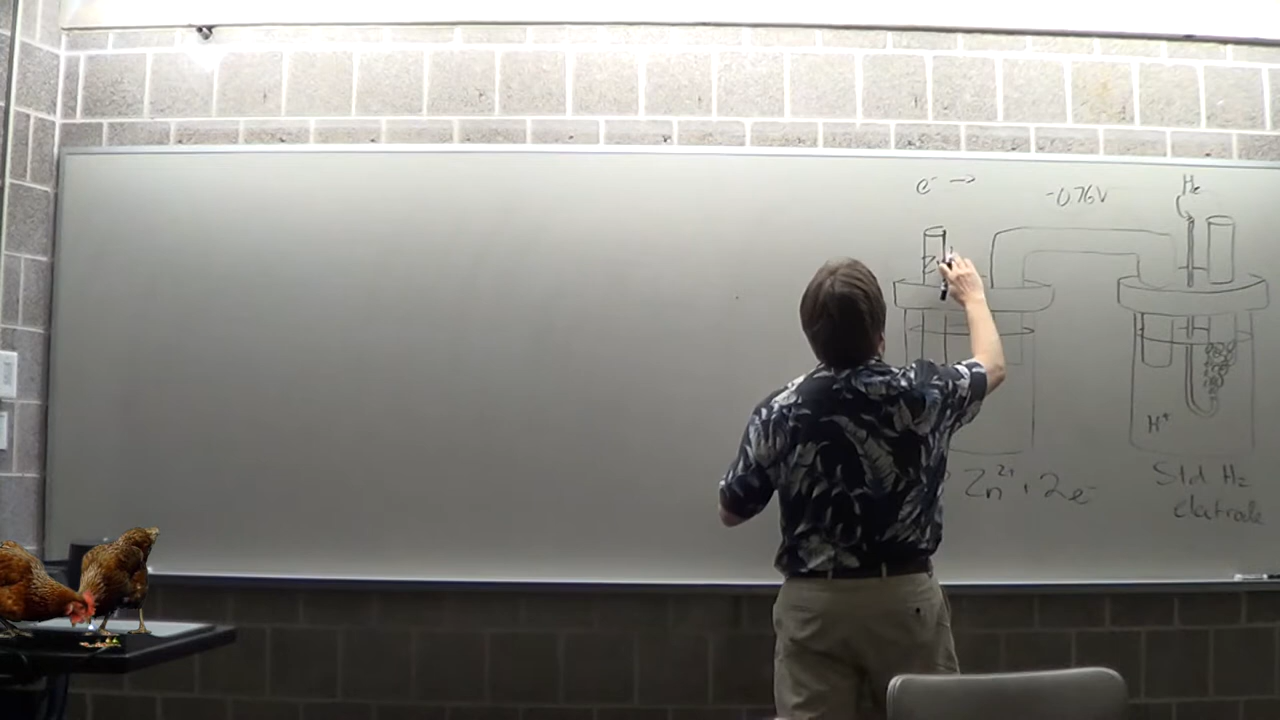 e⁻ →
-0.76V
H₂
Z
H⁺
Zn²⁺ + 2e⁻
Std H₂
electrode